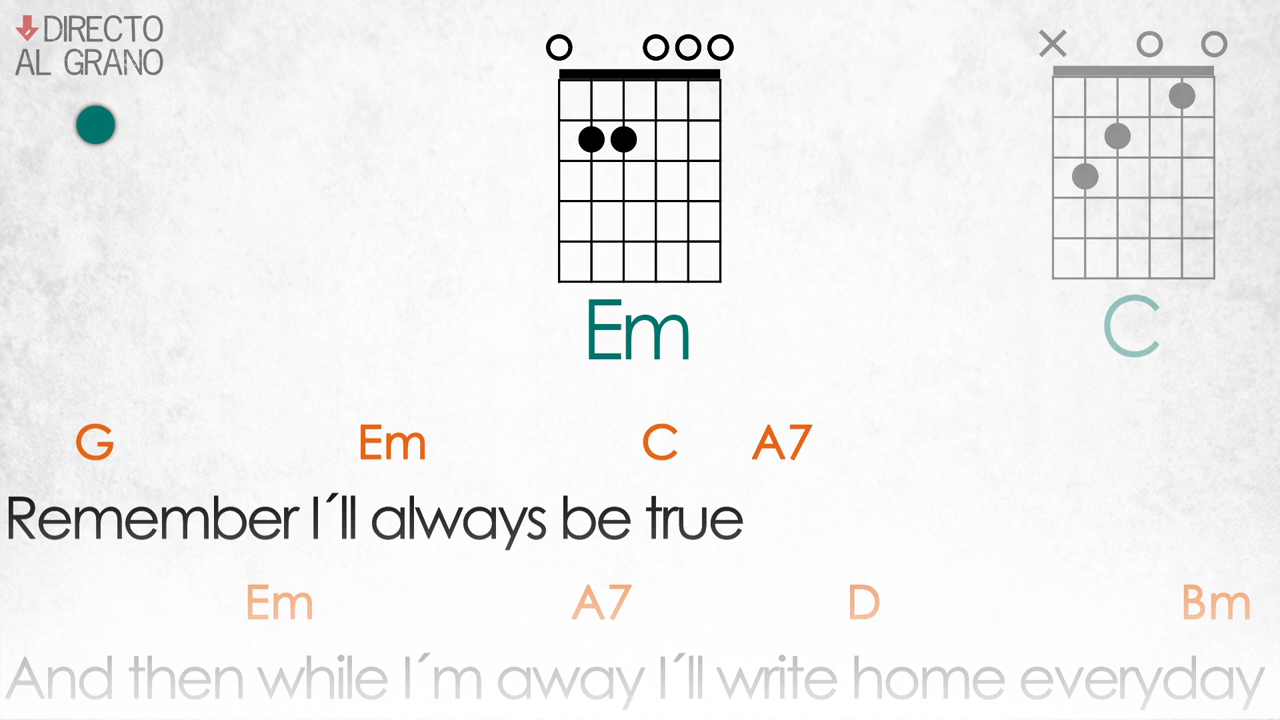 DIRECTO
AL GRANO
Em
C
G Em C A7
Remember I´ll always be true
Em A7 D Bm
And then while I´m away I´ll write home everyday